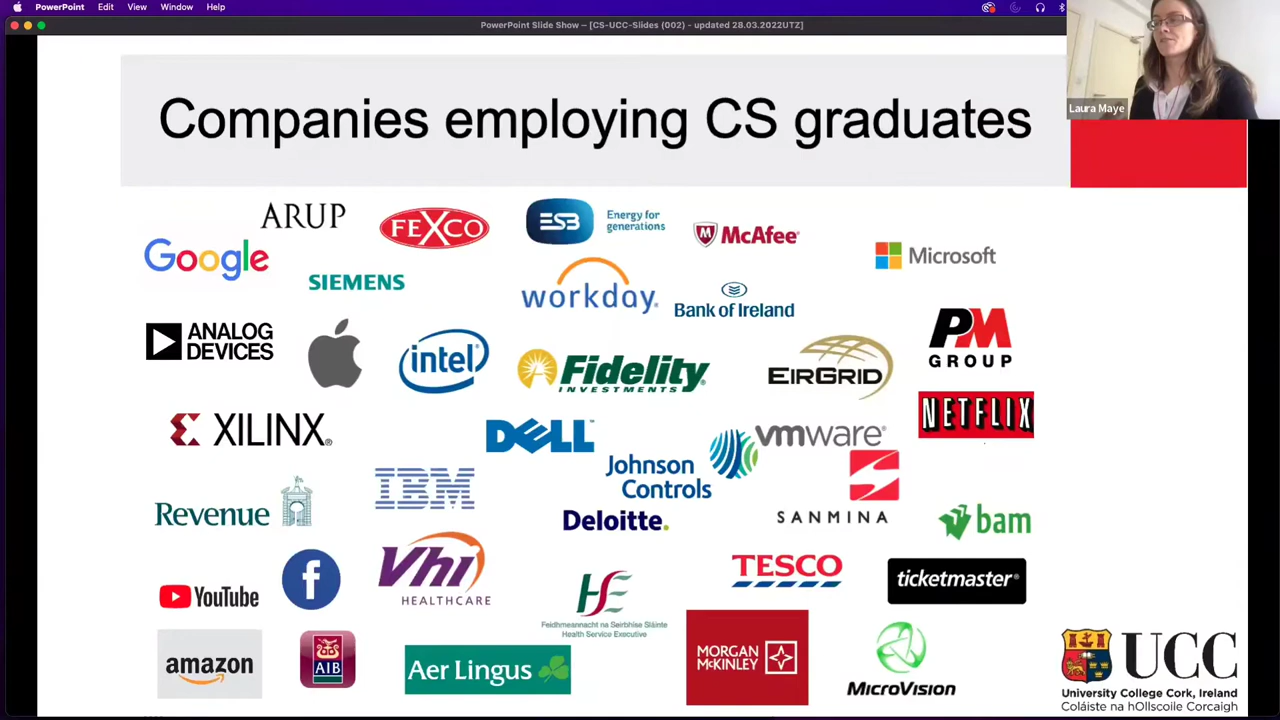 PowerPoint Edit View Window Help
PowerPoint Slide Show – [CS-UCC-Slides (002) - updated 28.03.2022UTZ]
Laura Maye
Companies employing CS graduates
ARUP
FEXCO
ESB
Energy for
generations
McAfee
Google
Microsoft
SIEMENS
workday
Bank of Ireland
ANALOG
DEVICES
intel
Fidelity
INVESTMENTS
EIRGRID
PM
GROUP
XILINX
DELL
vmware
NETFLIX
Johnson
Controls
Revenue
IBM
Deloitte.
SANMINA
bam
YouTube
f
Vhi
HEALTHCARE
HSE
Feidhmeannacht na Seirbhíse Sláinte
Health Service Executive
TESCO
ticketmaster
amazon
AIB
Aer Lingus
MORGAN
MCKINLEY
MICROVISION
UCC
University College Cork, Ireland
Coláiste na hOllscoile Corcaigh